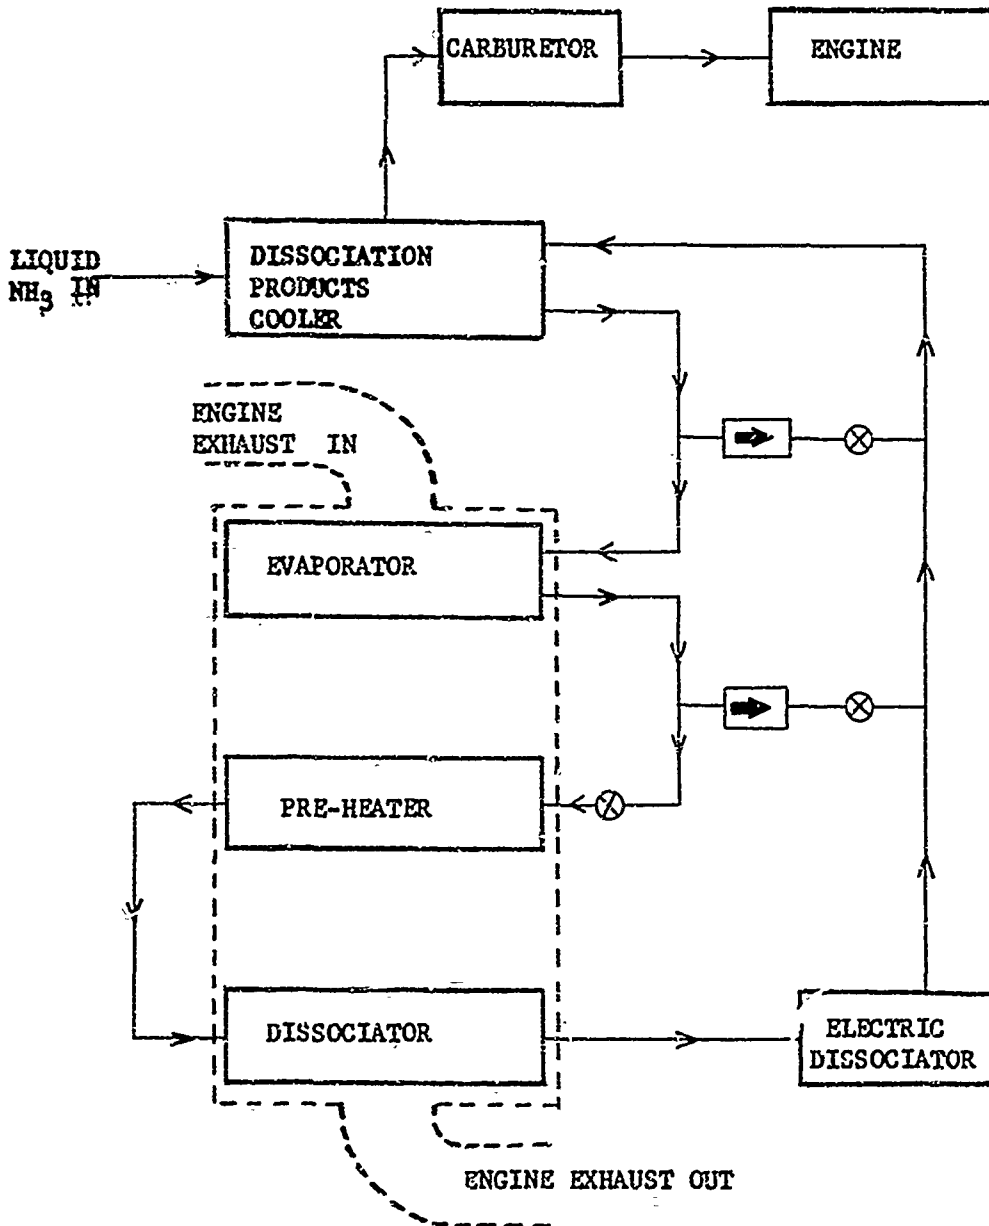 CARBURETOR
ENGINE
LIQUID
NH3 IN
DISSOCIATION
PRODUCTS
COOLER
ENGINE
EXHAUST IN
EVAPORATOR
PRE-HEATER
DISSOCIATOR
ELECTRIC
DISSOCIATOR
ENGINE EXHAUST OUT